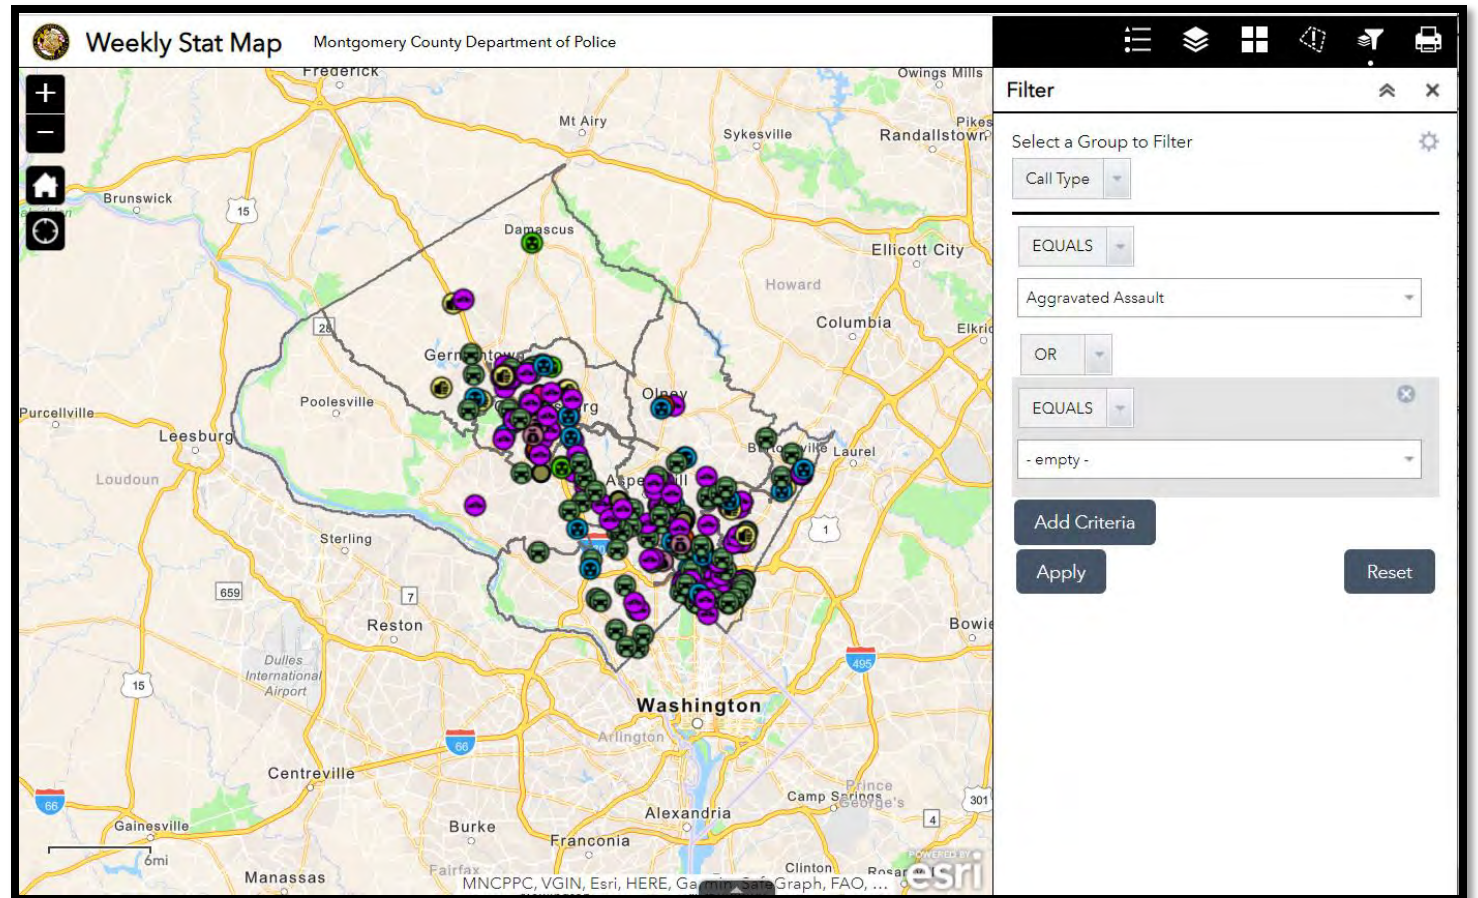 Weekly Stat Map
Montgomery County Department of Police
Filter
Select a Group to Filter
Call Type
EQUALS
Aggravated Assault
OR
EQUALS
- empty -
Add Criteria
Apply
Reset
Frederick
Owings Mills
Mt Airy
Sykesville
Pikes
Randallstown
Brunswick
15
Damascus
Ellicott City
Howard
28
Columbia
Elkri
Germantown
Poolesville
Olney
Purcellville
Leesburg
Laurel
Loudoun
Sterling
1
659
7
Reston
Bowie
Dulles
International
Airport
495
15
Washington
Arlington
66
Centreville
Prince
George's
Camp Springs
66
301
Alexandria
4
Gainesville
Burke
Franconia
6mi
Fairfax
Clinton
Manassas
MNCPPC, VGIN, Esri, HERE, Garmin, SafeGraph, FAO, ...
POWERED BY
esri